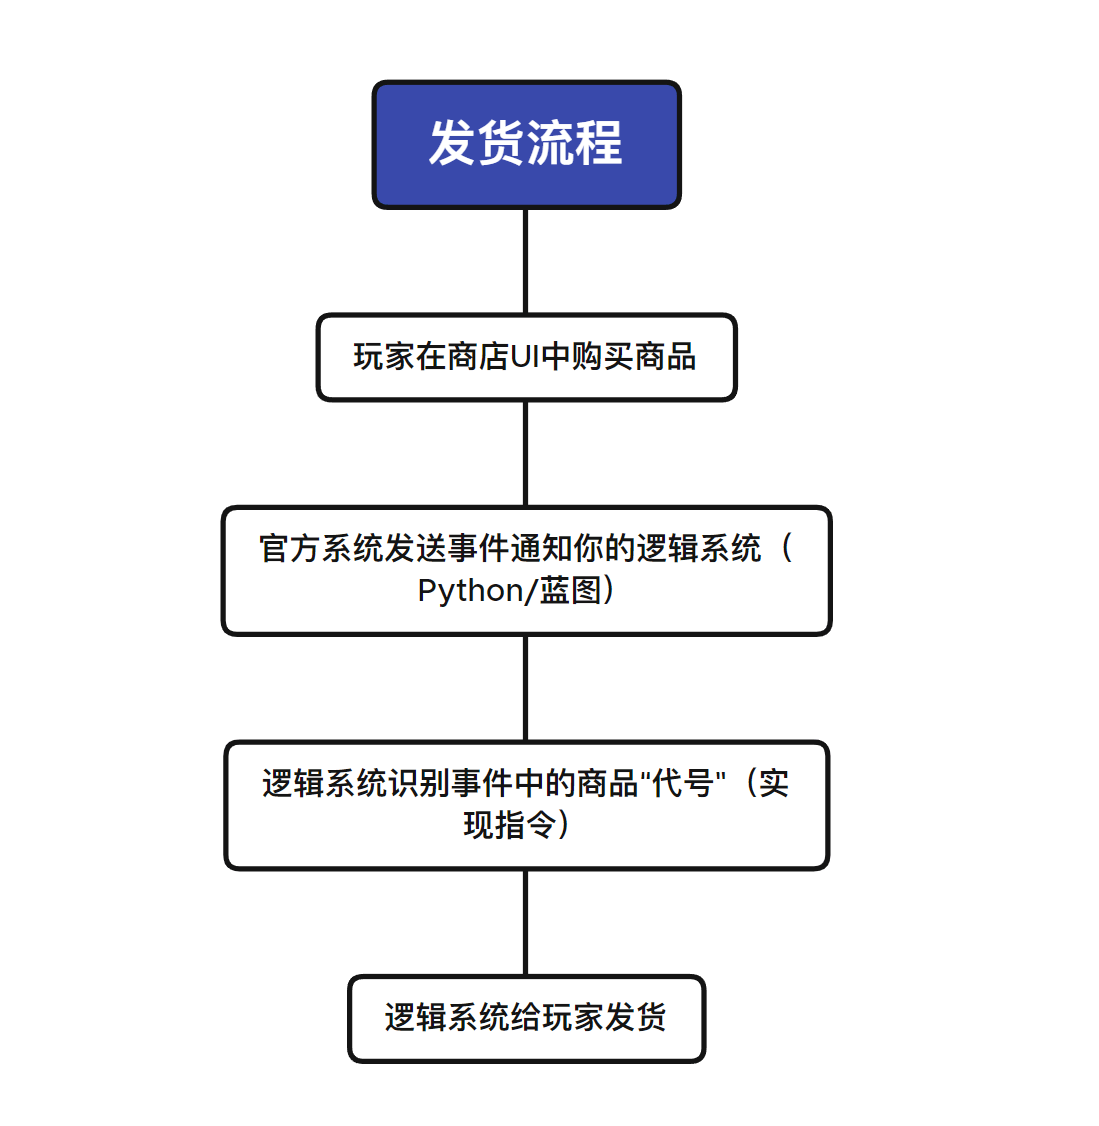 发货流程
玩家在商店UI中购买商品
官方系统发送事件通知你的逻辑系统（
Python/蓝图）
逻辑系统识别事件中的商品"代号"（实
现指令）
逻辑系统给玩家发货